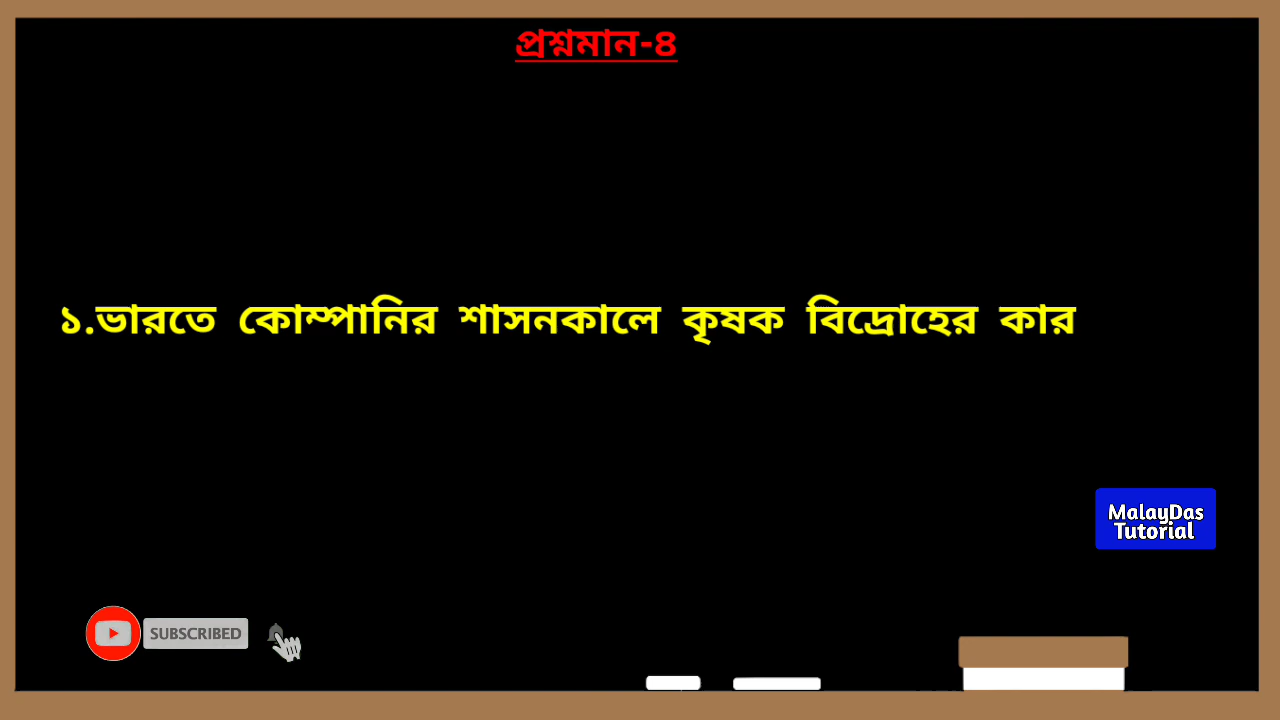 প্রশ্নমান-৪
১.ভারতে কোম্পানির শাসনকালে কৃষক বিদ্রোহের কার
MalayDas
Tutorial
SUBSCRIBED